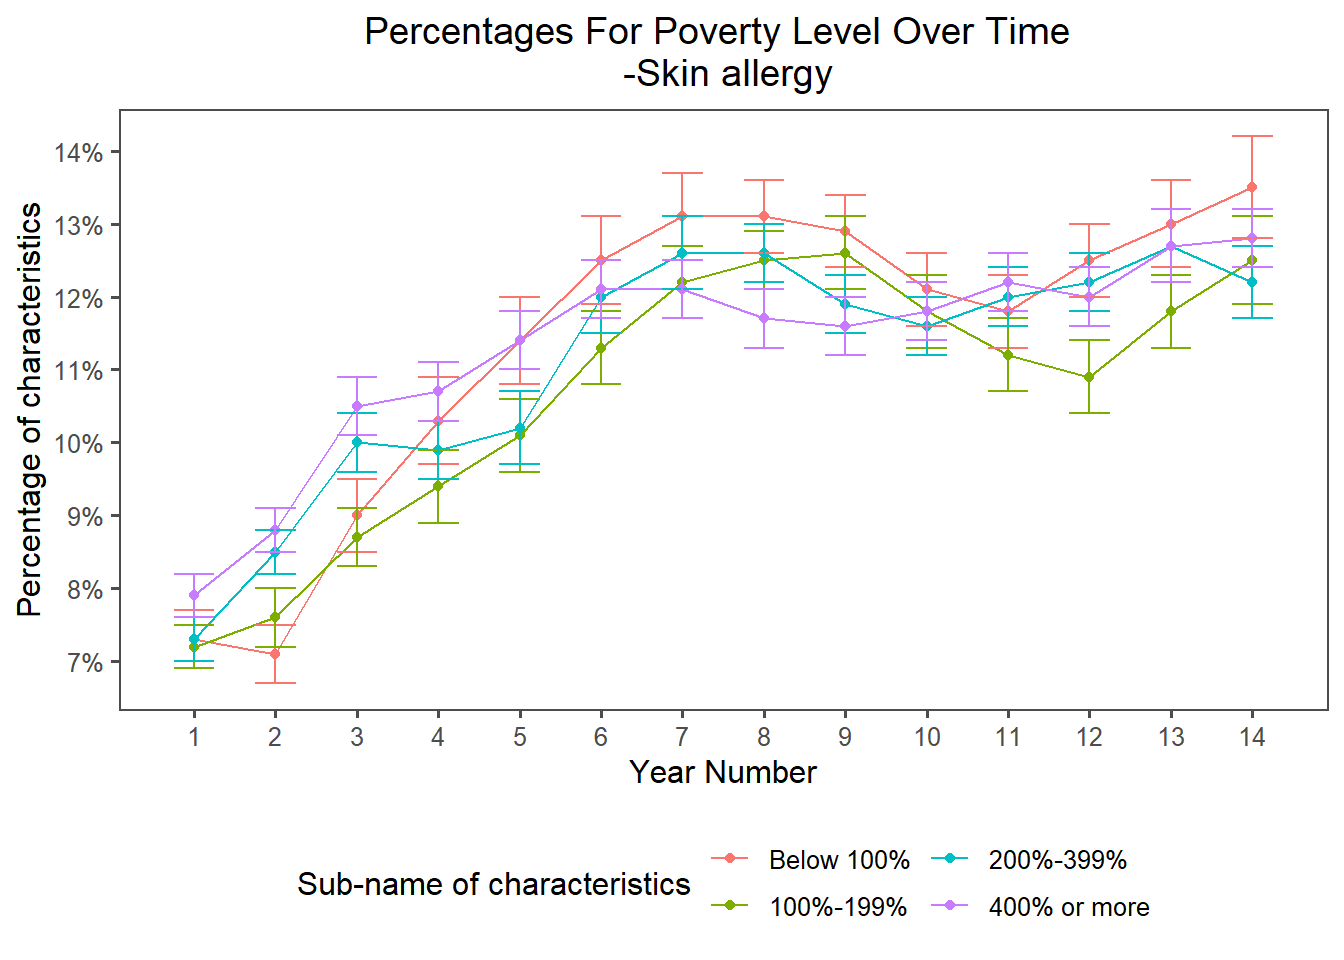 Percentages For Poverty Level Over Time
-Skin allergy
Percentage of characteristics
14%
13%
12%
11%
10%
9%
8%
7%
1 2 3 4 5 6 7 8 9 10 11 12 13 14
Year Number
Sub-name of characteristics
Below 100% 200%-399%
100%-199% 400% or more